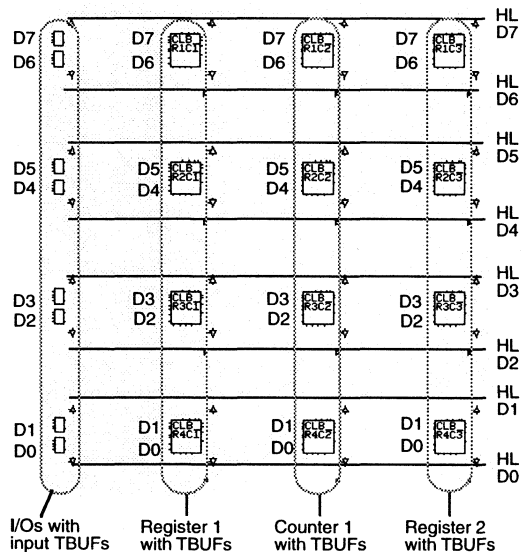 HL
D7
D7 CLB R1C1 D7 CLB R1C2 D7 CLB R1C3
D6 D6 D6 D6
HL
D6
HL
D5
D5 D5 CLB R2C1 D5 CLB R2C2 D5 CLB R2C3
D4 D4 D4 D4
HL
D4
HL
D3
D3 D3 CLB R3C1 D3 CLB R3C2 D3 CLB R3C3
D2 D2 D2 D2
HL
D2
HL
D1
D1 D1 CLB R4C1 D1 CLB R4C2 D1 CLB R4C3
D0 D0 D0 D0
HL
D0
I/Os with
input TBUFs
Register 1
with TBUFs
Counter 1
with TBUFs
Register 2
with TBUFs